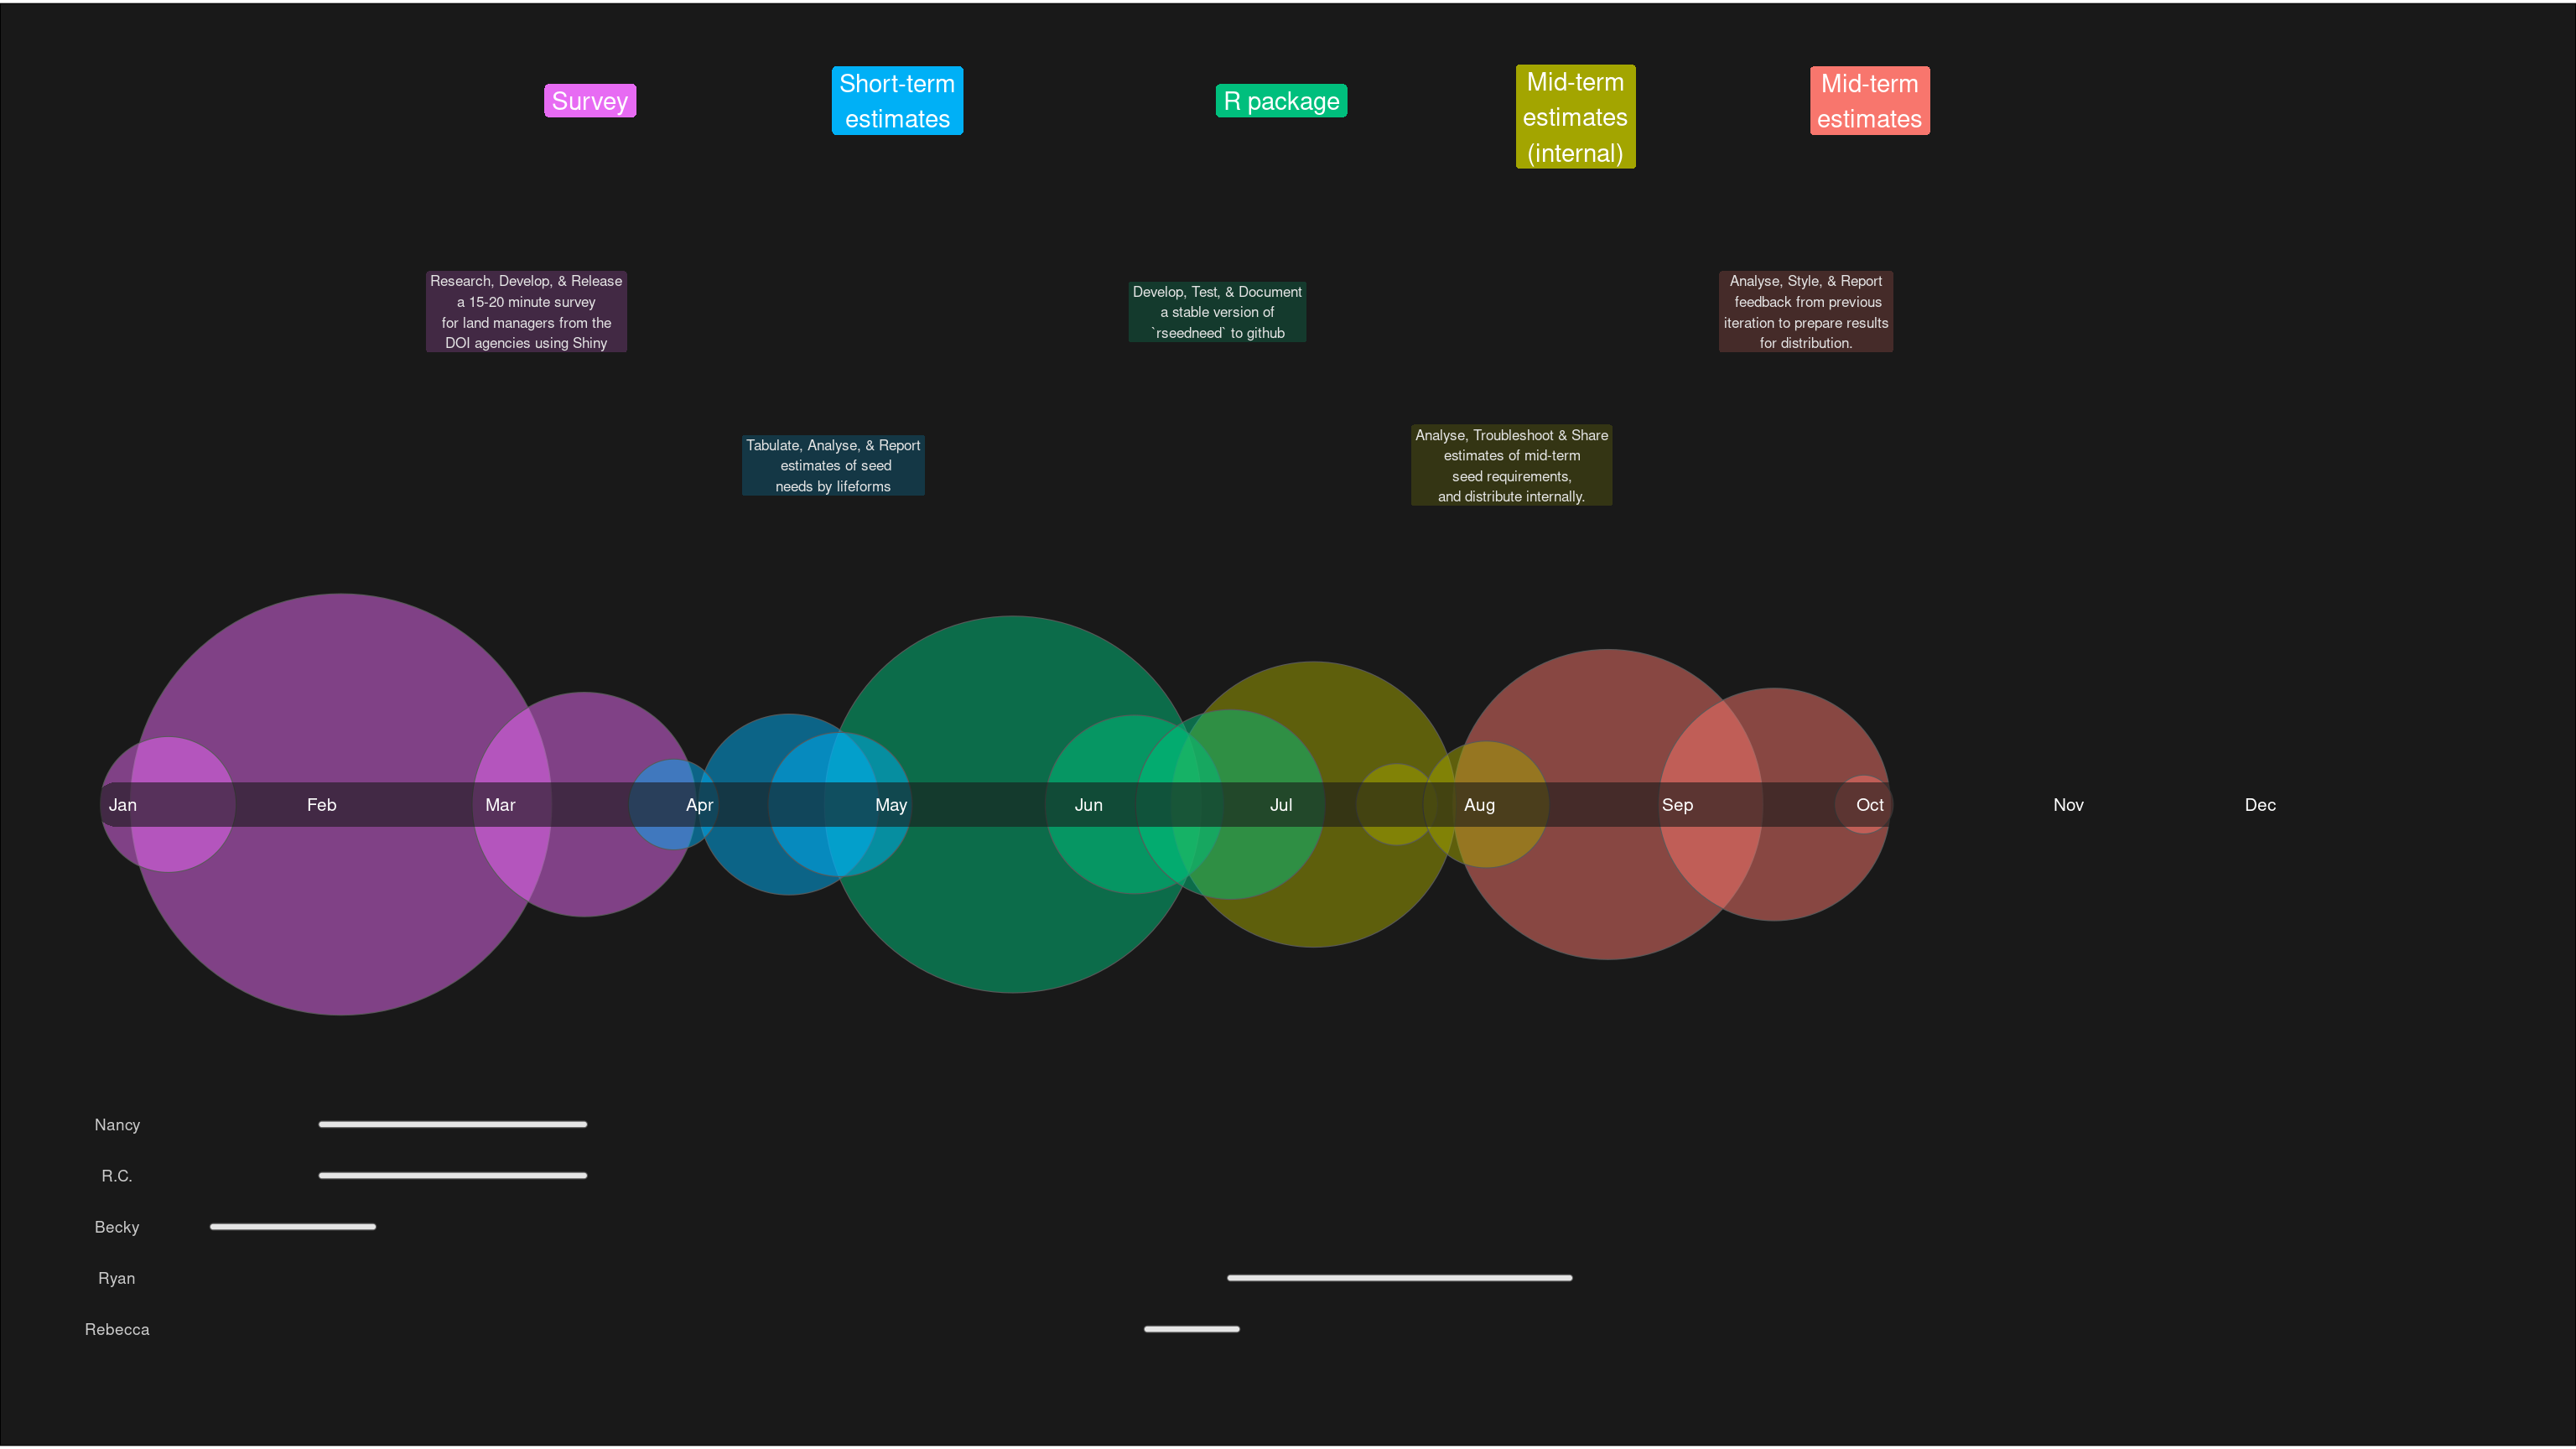 Survey
Short-term
estimates
R package
Mid-term
estimates
(internal)
Mid-term
estimates
Research, Develop, & Release
a 15-20 minute survey
for land managers from the
DOI agencies using Shiny
Develop, Test, & Document
a stable version of
`rseedneed` to github
Analyse, Style, & Report
feedback from previous
iteration to prepare results
for distribution.
Tabulate, Analyse, & Report
estimates of seed
needs by lifeforms
Analyse, Troubleshoot & Share
estimates of mid-term
seed requirements,
and distribute internally.
Jan Feb Mar Apr May Jun Jul Aug Sep Oct Nov Dec
Nancy
R.C.
Becky
Ryan
Rebecca